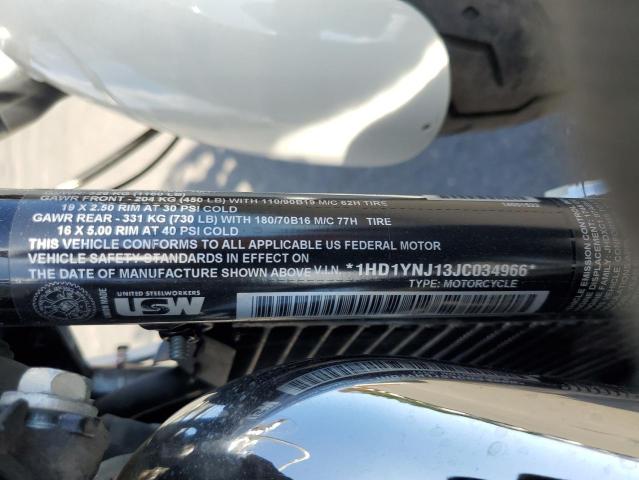 GAWR FRONT - 204 KG (450 LB) WITH 110/90B19 M/C 62H TIRE
19 X 2.50 RIM AT 30 PSI COLD
GAWR REAR - 331 KG (730 LB) WITH 180/70B16 M/C 77H TIRE
16 X 5.00 RIM AT 40 PSI COLD
THIS VEHICLE CONFORMS TO ALL APPLICABLE US FEDERAL MOTOR
VEHICLE SAFETY STANDARDS IN EFFECT ON
THE DATE OF MANUFACTURE SHOWN ABOVE V.I.N. *1HD1YNJ13JC034966*
TYPE: MOTORCYCLE
UNION MADE
UNITED STEELWORKERS
USW